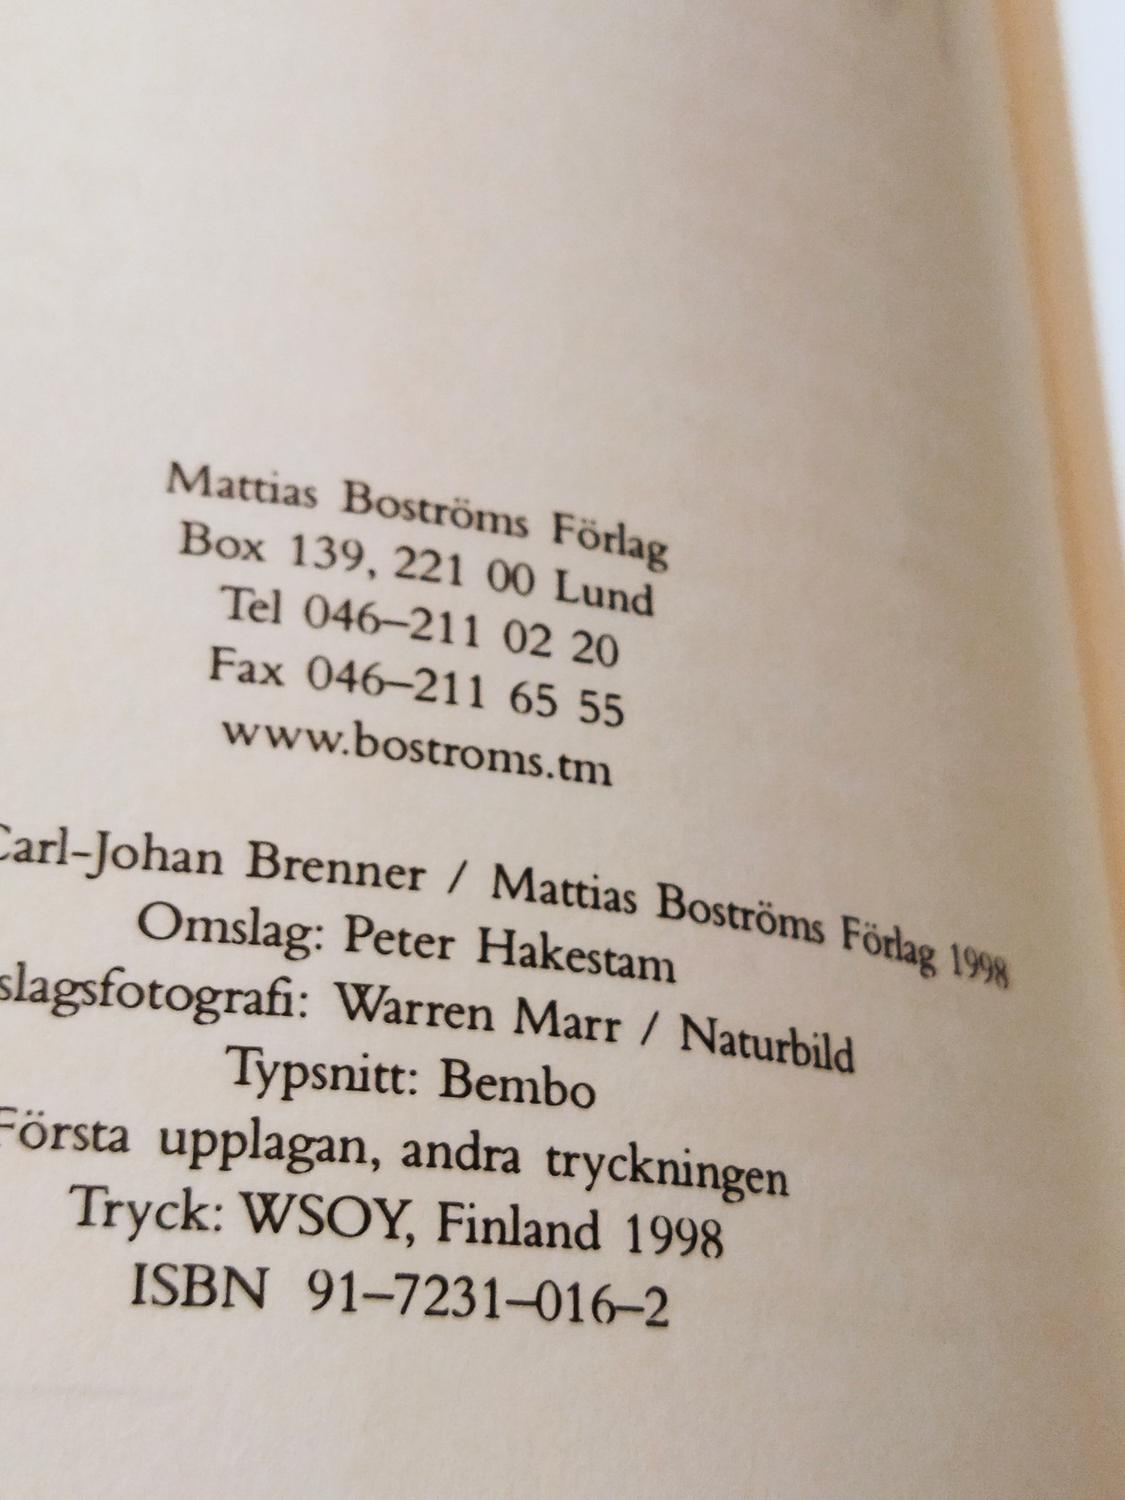 Mattias Boströms Förlag
Box 139, 221 00 Lund
Tel 046–211 02 20
Fax 046–211 65 55
www.bostroms.tm
Carl-Johan Brenner / Mattias Boströms Förlag 1998
Omslag: Peter Hakestam
slagsfotografi: Warren Marr / Naturbild
Typsnitt: Bembo
Första upplagan, andra tryckningen
Tryck: WSOY, Finland 1998
ISBN 91–7231–016–2